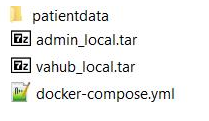 patientdata
admin_local.tar
vahub_local.tar
docker-compose.yml